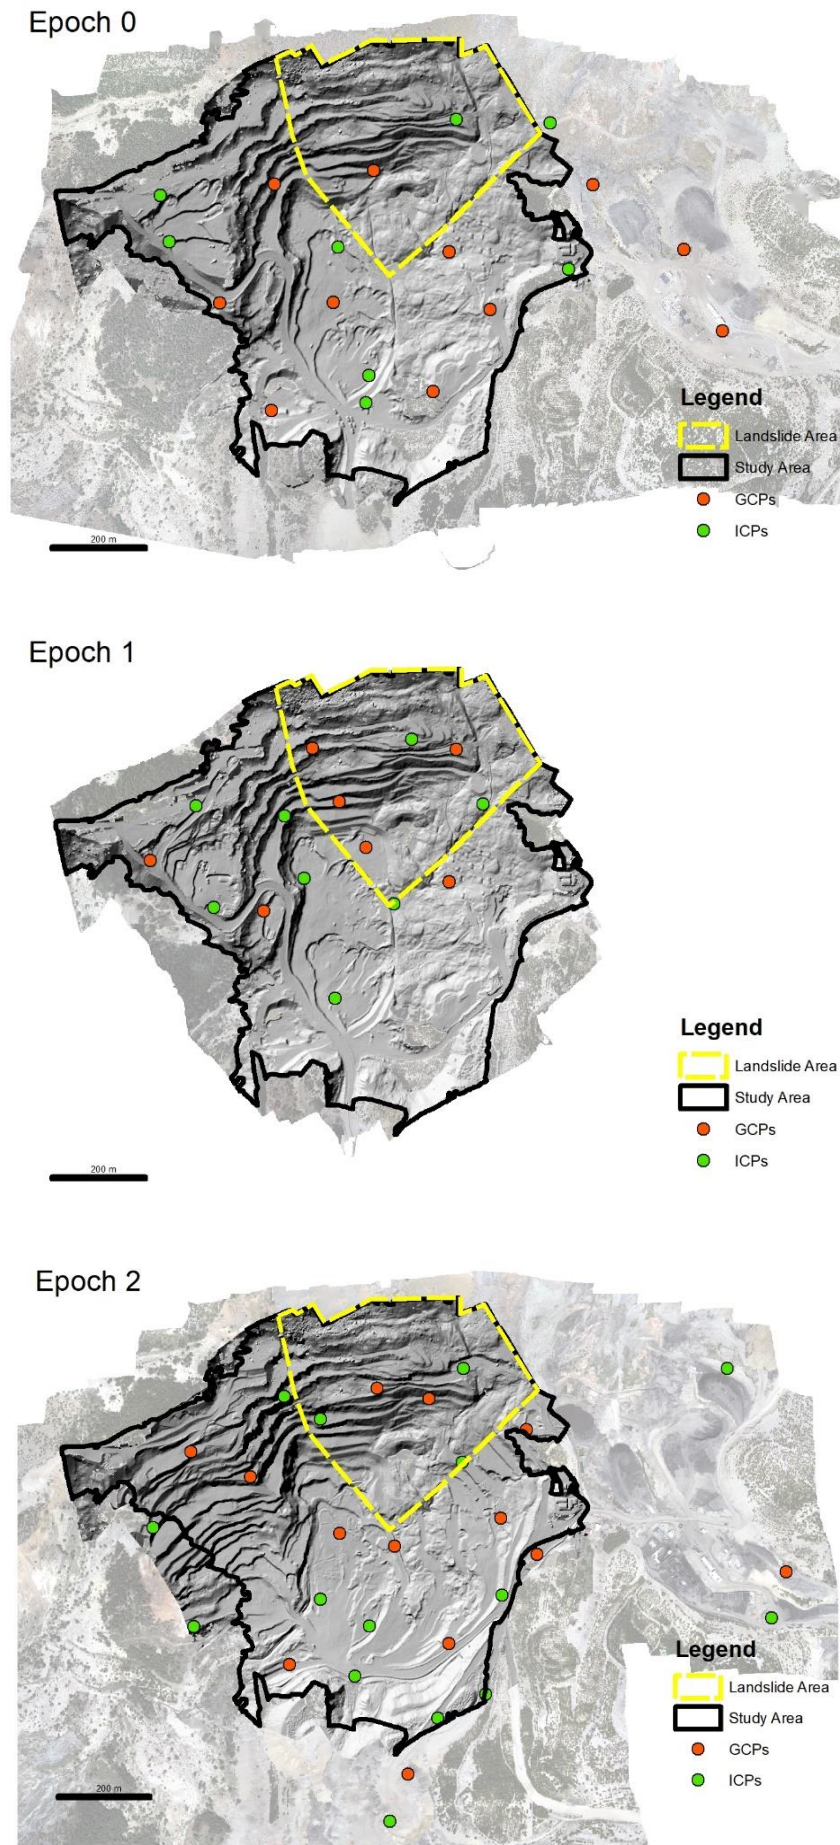 Epoch 0
Legend
Landslide Area
Study Area
GCPs
ICPs
200 m
Epoch 1
Legend
Landslide Area
Study Area
GCPs
ICPs
200 m
Epoch 2
Legend
Landslide Area
Study Area
GCPs
ICPs
200 m